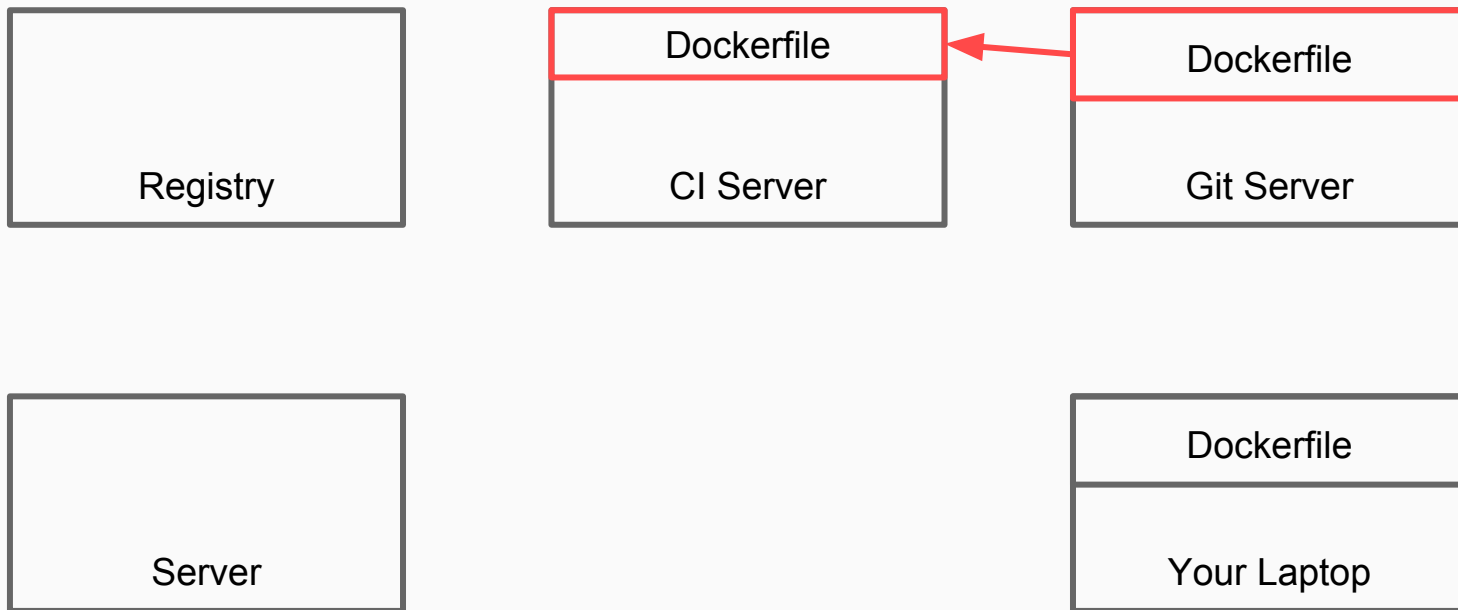 Dockerfile
Dockerfile
Registry
CI Server
Git Server
Dockerfile
Server
Your Laptop